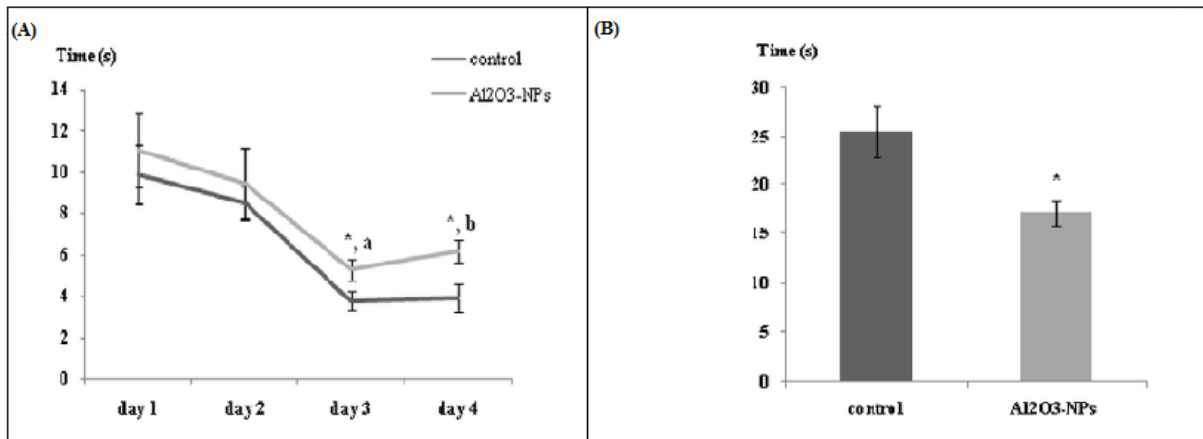 (A)
Time (s)
control
Al2O3-NPs
14
12
10
8
6
4
2
0
*, a
*, b
day 1
day 2
day 3
day 4
(B)
Time (s)
30
25
20
15
10
5
0
*
control
Al2O3-NPs